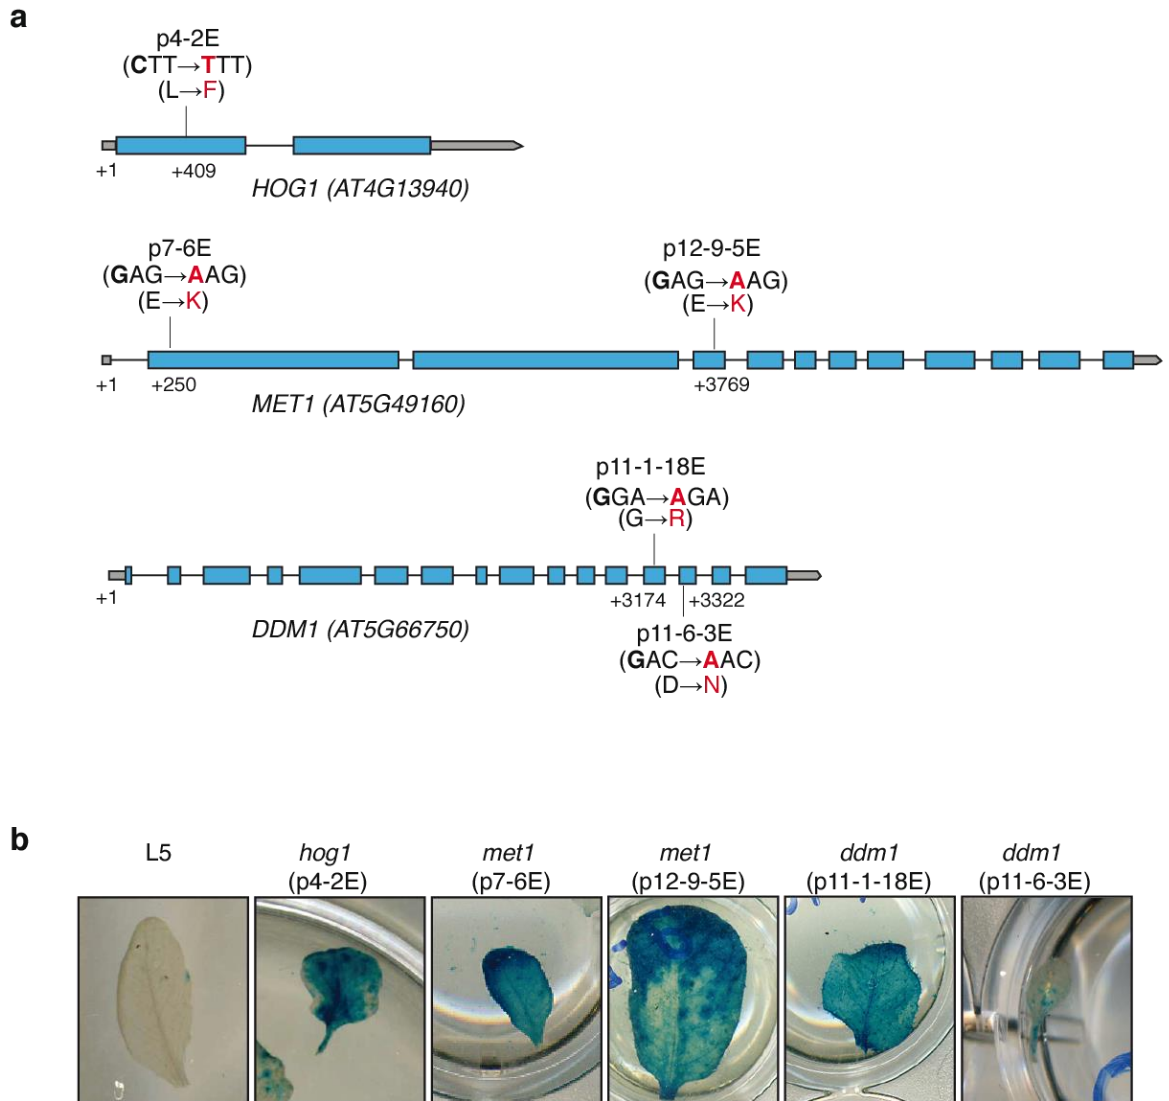 a
p4-2E
(CTT→TTT)
(L→F)
+1
+409
HOG1 (AT4G13940)
p7-6E
(GAG→AAG)
(E→K)
p12-9-5E
(GAG→AAG)
(E→K)
+1
+250
+3769
MET1 (AT5G49160)
p11-1-18E
(GGA→AGA)
(G→R)
+1
+3174
+3322
DDM1 (AT5G66750)
p11-6-3E
(GAC→AAC)
(D→N)
b
L5
hog1
(p4-2E)
met1
(p7-6E)
met1
(p12-9-5E)
ddm1
(p11-1-18E)
ddm1
(p11-6-3E)